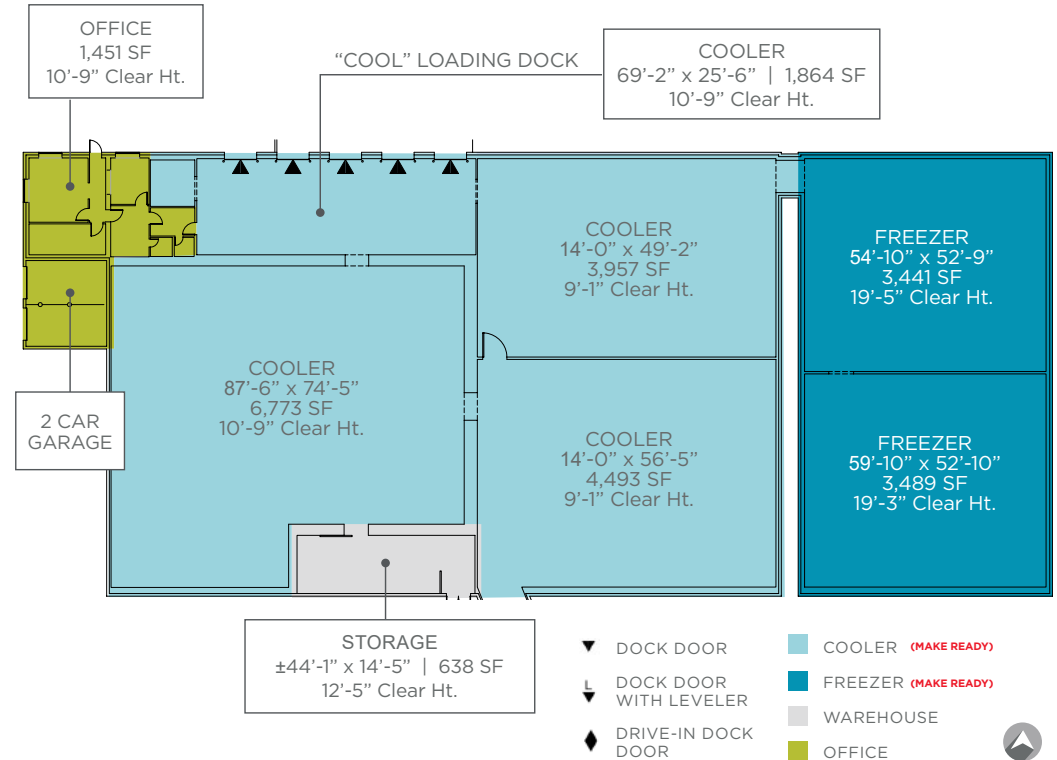 OFFICE
1,451 SF
10’-9” Clear Ht.
“COOL” LOADING DOCK
COOLER
69’-2” x 25’-6” | 1,864 SF
10’-9” Clear Ht.
COOLER
14’-0” x 49’-2”
3,957 SF
9’-1” Clear Ht.
FREEZER
54’-10” x 52’-9”
3,441 SF
19’-5” Clear Ht.
COOLER
87’-6” x 74’-5”
6,773 SF
10’-9” Clear Ht.
2 CAR
GARAGE
COOLER
14’-0” x 56’-5”
4,493 SF
9’-1” Clear Ht.
FREEZER
59’-10” x 52’-10”
3,489 SF
19’-3” Clear Ht.
STORAGE
±44’-1” x 14’-5” | 638 SF
12’-5” Clear Ht.
DOCK DOOR
L
DOCK DOOR
WITH LEVELER
DRIVE-IN DOCK
DOOR
COOLER (MAKE READY)
FREEZER (MAKE READY)
WAREHOUSE
OFFICE